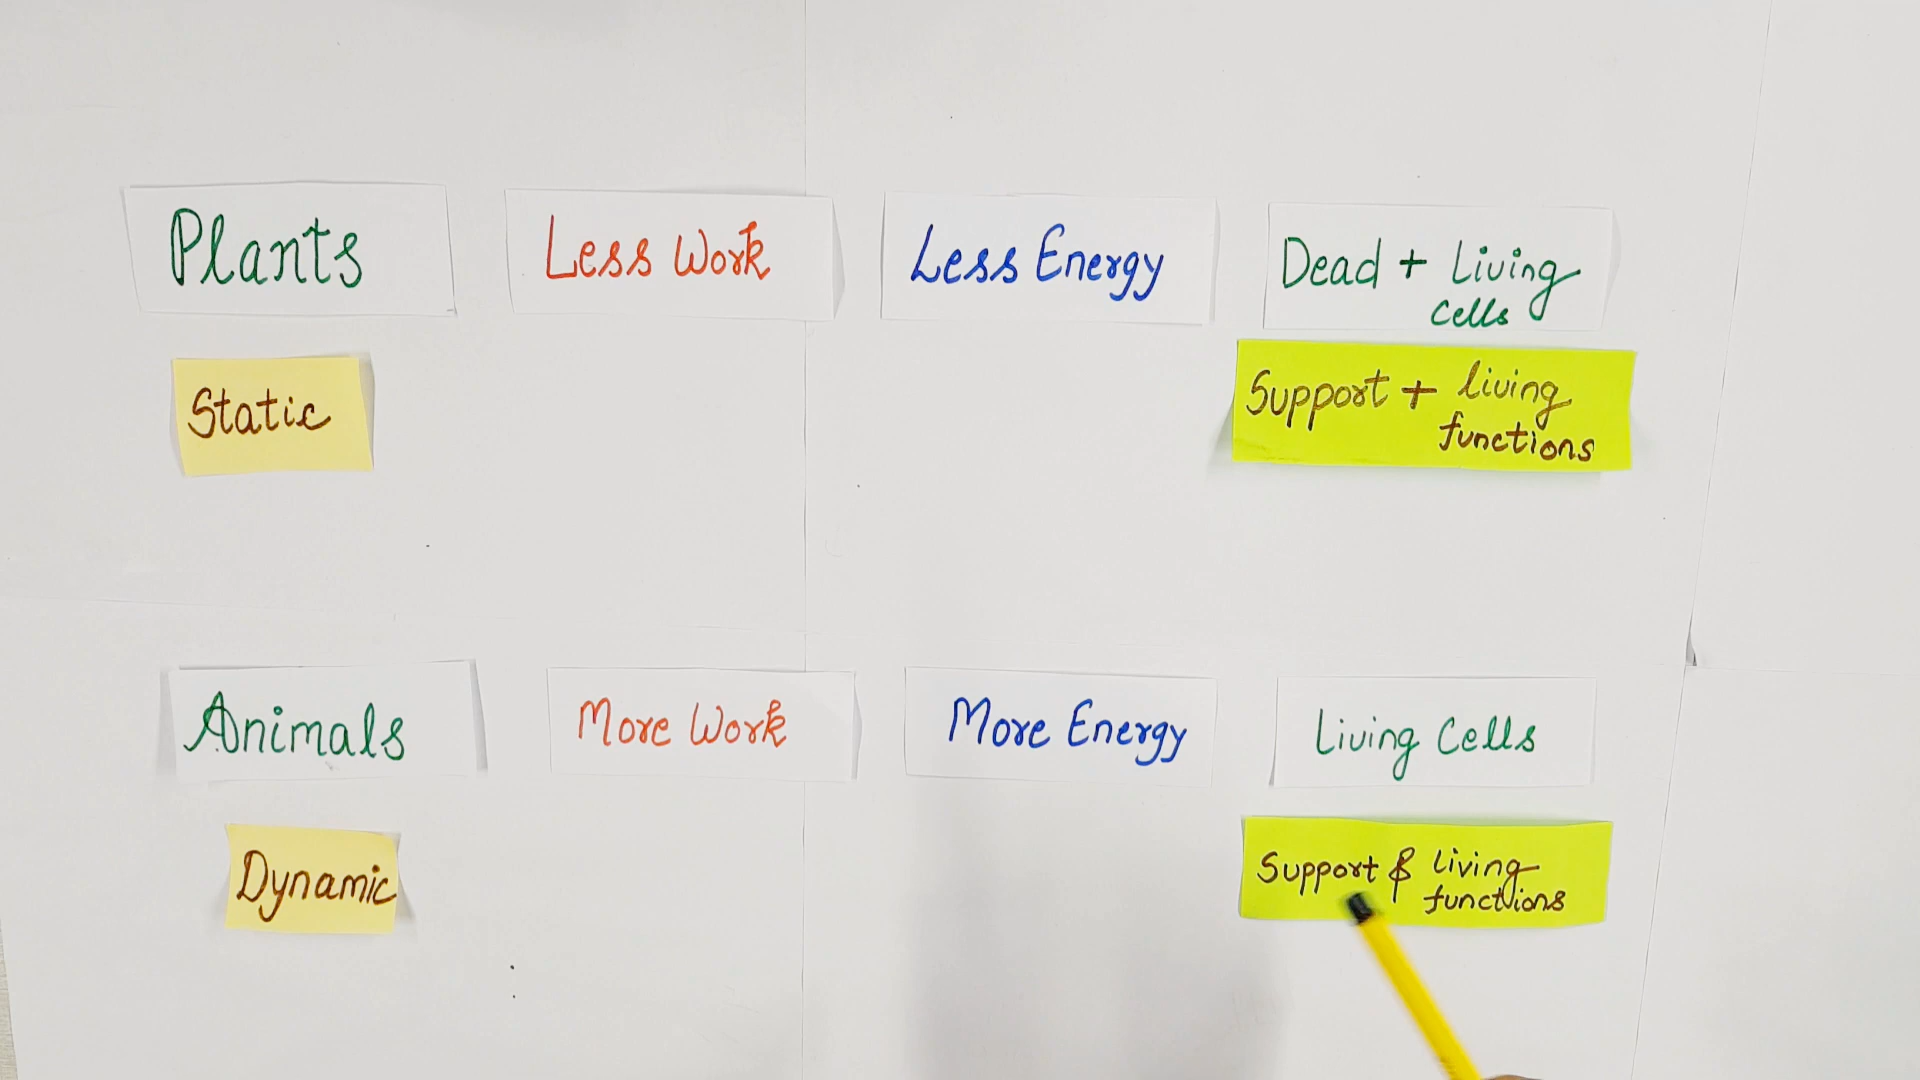 Plants
Less Work
Less Energy
Dead + Living
Cells
Static
Support + living
functions
Animals
More Work
More Energy
Living Cells
Dynamic
Support & living
functions